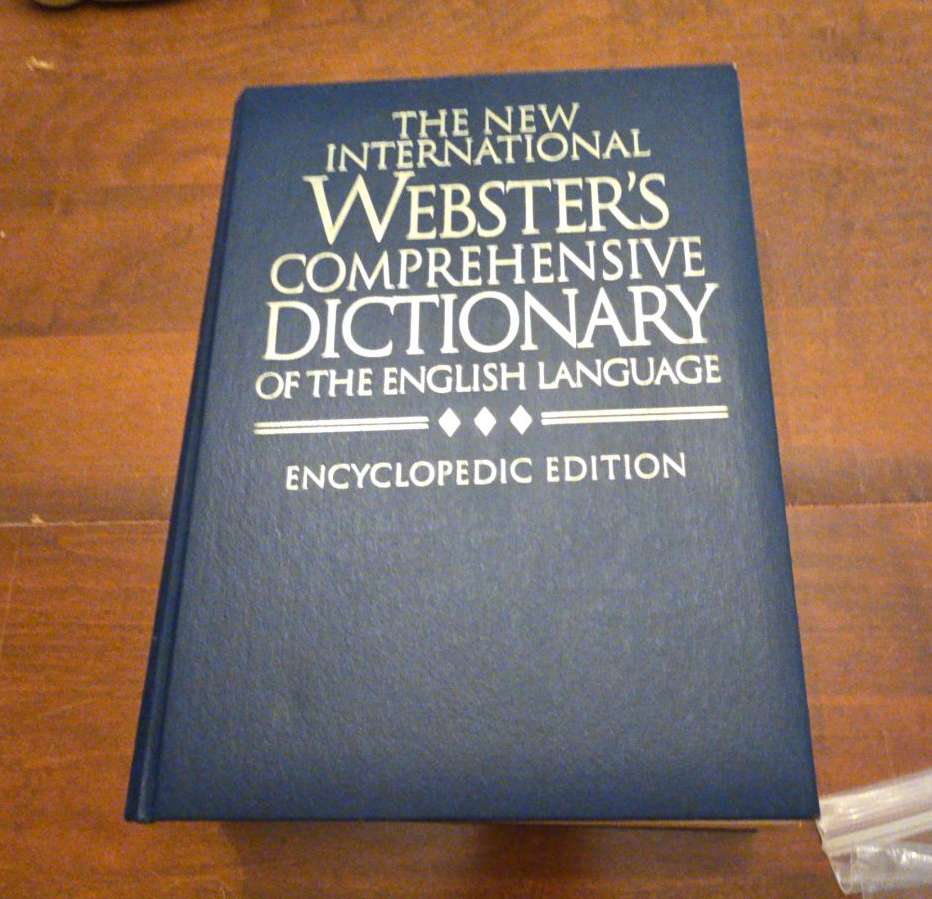 THE NEW
INTERNATIONAL
WEBSTER'S
COMPREHENSIVE
DICTIONARY
OF THE ENGLISH LANGUAGE
ENCYCLOPEDIC EDITION